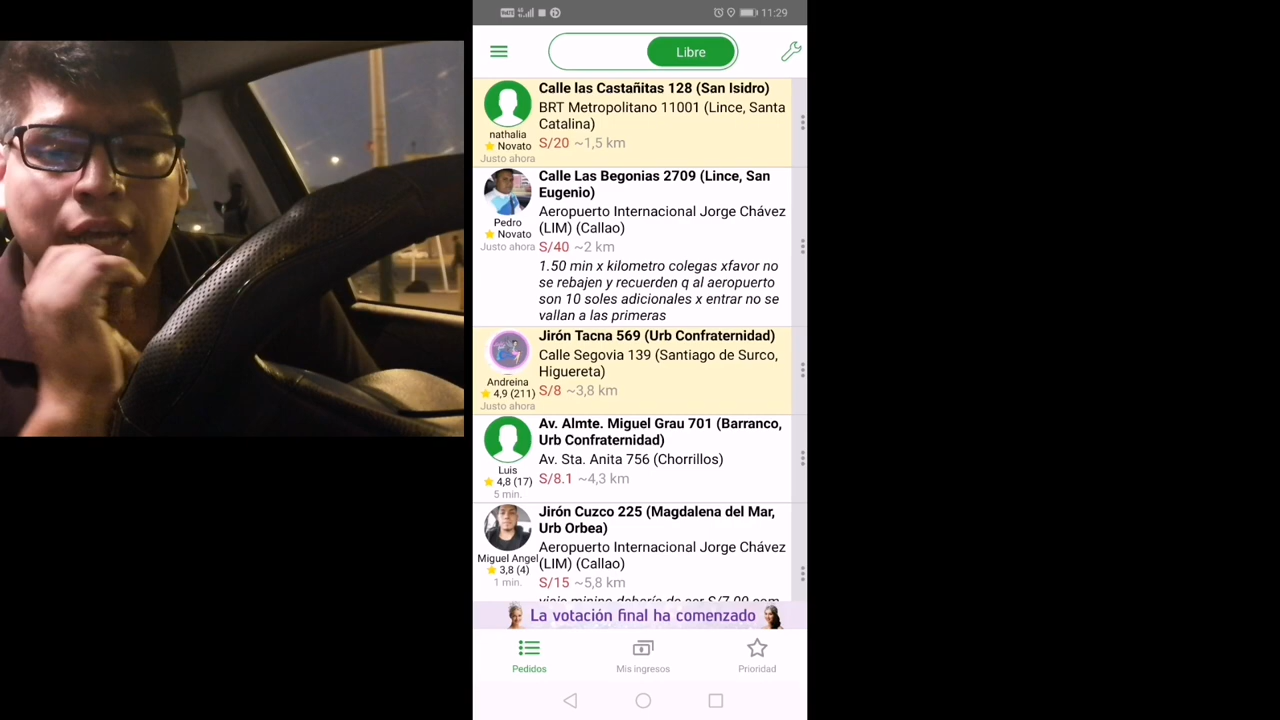 11:29
Libre
Calle las Castañitas 128 (San Isidro)
BRT Metropolitano 11001 (Lince, Santa
Catalina)
S/20 ~1,5 km
nathalia
Novato
Justo ahora
Calle Las Begonias 2709 (Lince, San
Eugenio)
Aeropuerto Internacional Jorge Chávez
(LIM) (Callao)
S/40 ~2 km
1.50 min x kilometro colegas xfavor no
se rebajen y recuerden q al aeropuerto
son 10 soles adicionales x entrar no se
vallan a las primeras
Pedro
Novato
Justo ahora
Jirón Tacna 569 (Urb Confraternidad)
Calle Segovia 139 (Santiago de Surco,
Higuereta)
S/8 ~3,8 km
Andreina
4,9 (211)
Justo ahora
Av. Almte. Miguel Grau 701 (Barranco,
Urb Confraternidad)
Av. Sta. Anita 756 (Chorrillos)
S/8.1 ~4,3 km
Luis
4,8 (17)
5 min.
Jirón Cuzco 225 (Magdalena del Mar,
Urb Orbea)
Aeropuerto Internacional Jorge Chávez
(LIM) (Callao)
S/15 ~5,8 km
Miguel Angel
3,8 (4)
1 min.
La votación final ha comenzado
Pedidos
Mis ingresos
Prioridad